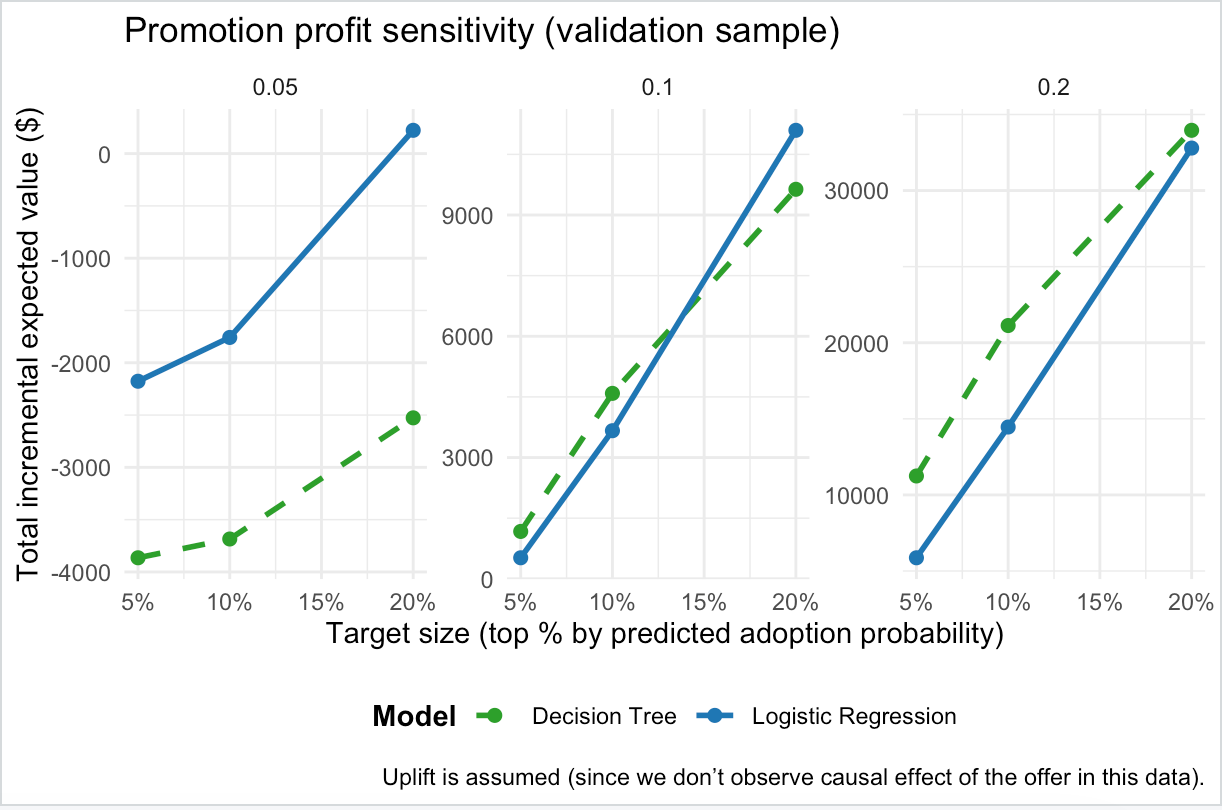 Promotion profit sensitivity (validation sample)
0.05 0.1 0.2
Total incremental expected value ($)
0
-1000
-2000
-3000
-4000
9000
6000
3000
0
30000
20000
10000
5% 10% 15% 20% 5% 10% 15% 20% 5% 10% 15% 20%
Target size (top % by predicted adoption probability)
Model Decision Tree Logistic Regression
Uplift is assumed (since we don’t observe causal effect of the offer in this data).